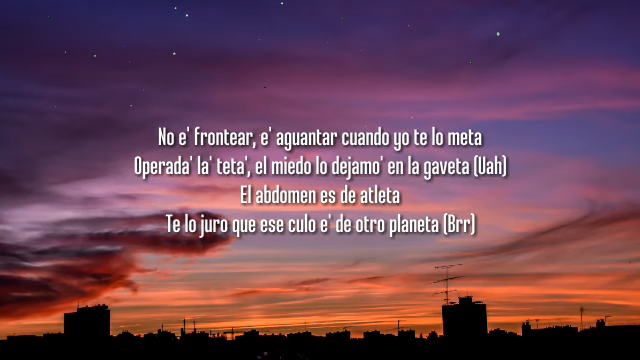 No e' frontear, e' aguantar cuando yo te lo meta
Operada' la' teta', el miedo lo dejamo' en la gaveta (Uah)
El abdomen es de atleta
Te lo juro que ese culo e' de otro planeta (Brr)